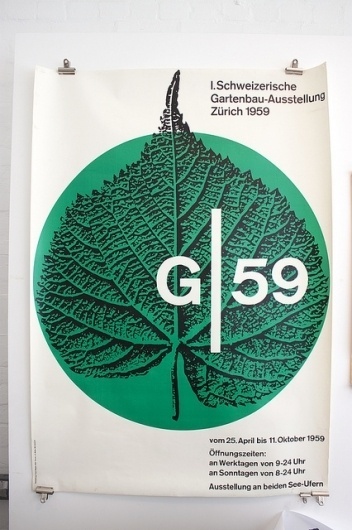 I. Schweizerische
Gartenbau-Ausstellung
Zürich 1959
G|59
vom 25. April bis 11. Oktober 1959
Öffnungszeiten:
an Werktagen von 9-24 Uhr
an Sonntagen von 8-24 Uhr
Ausstellung an beiden See-Ufern